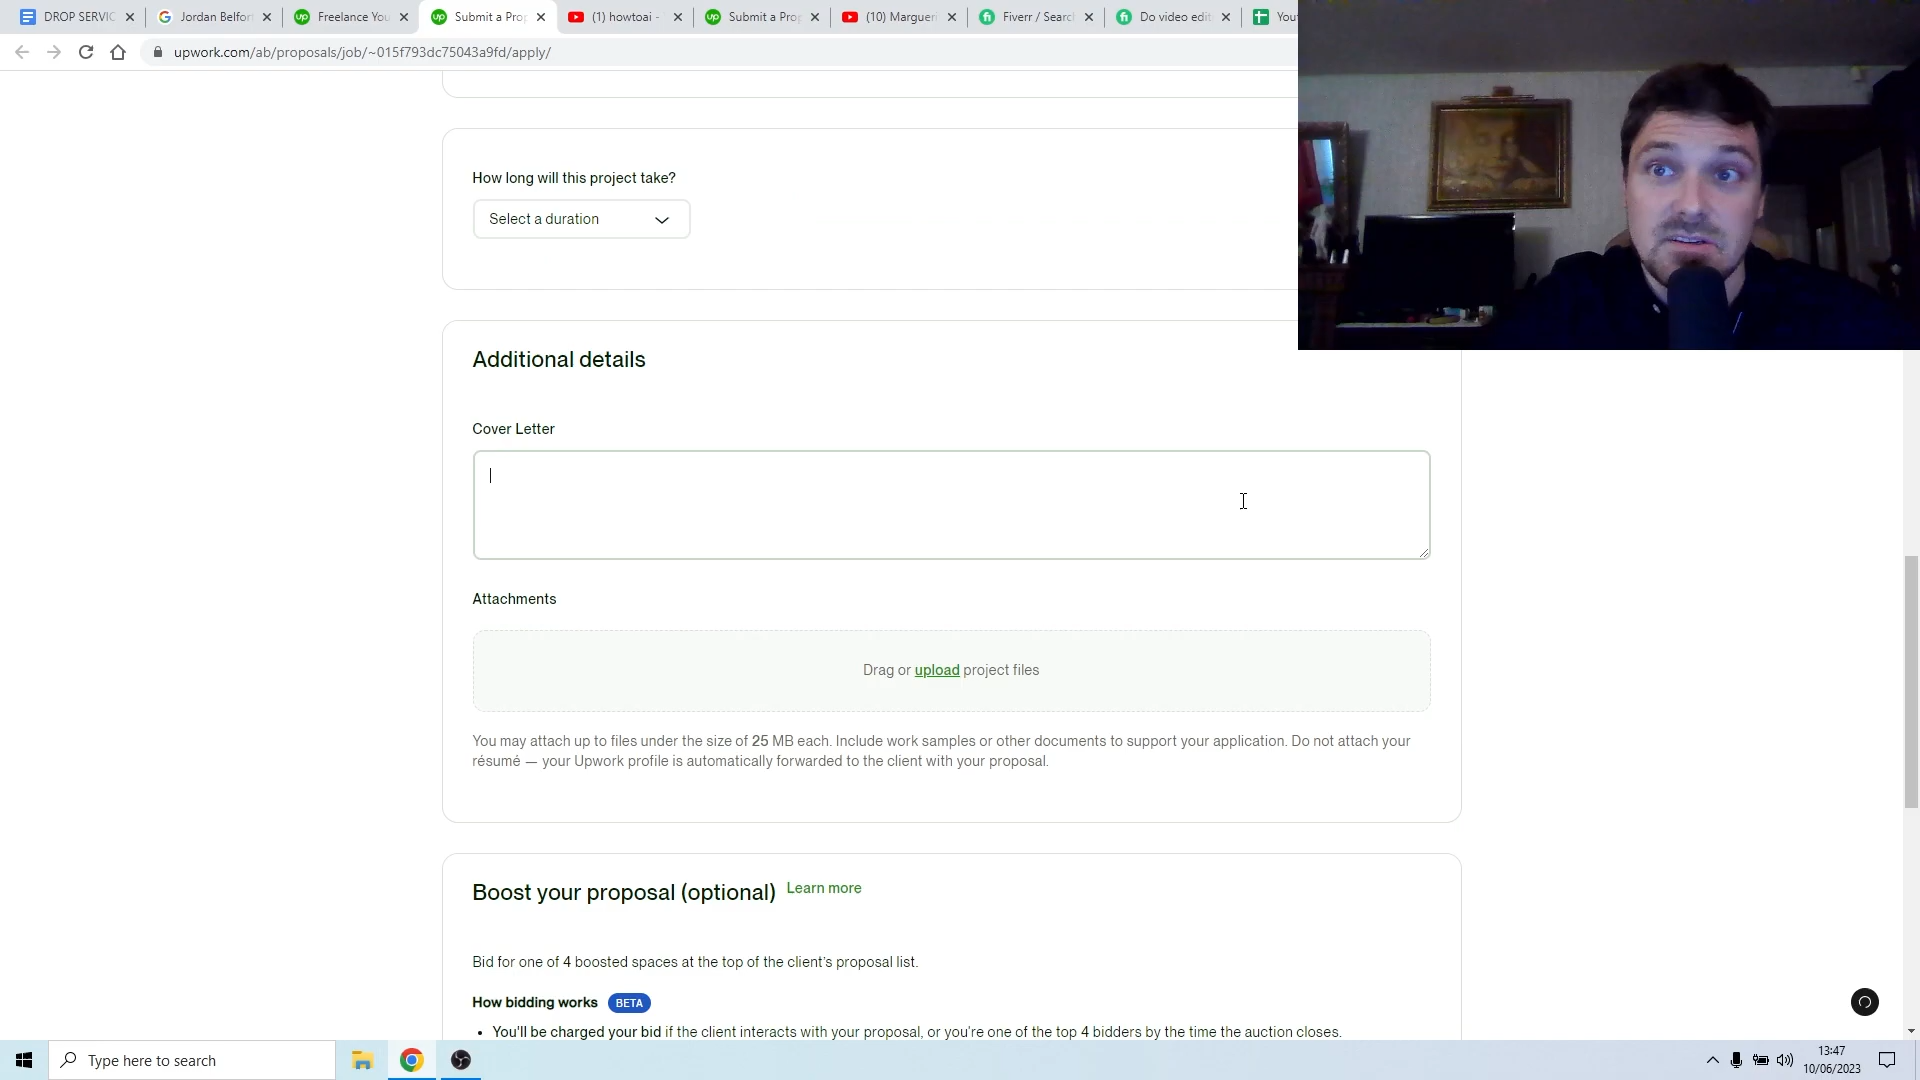 DROP SERVIC
Jordan Belfor
Freelance You
Submit a Prop
(1) howtoai -
Submit a Prop
(10) Margueri
Fiverr / Searc
Do video edit
You
upwork.com/ab/proposals/job/~015f793dc75043a9fd/apply/
How long will this project take?
Select a duration
Additional details
Cover Letter
Attachments
Drag or upload project files
You may attach up to files under the size of 25 MB each. Include work samples or other documents to support your application. Do not attach your
résumé — your Upwork profile is automatically forwarded to the client with your proposal.
Boost your proposal (optional) Learn more
Bid for one of 4 boosted spaces at the top of the client's proposal list.
How bidding works BETA
• You'll be charged your bid if the client interacts with your proposal, or you're one of the top 4 bidders by the time the auction closes.
Type here to search
13:47
10/06/2023